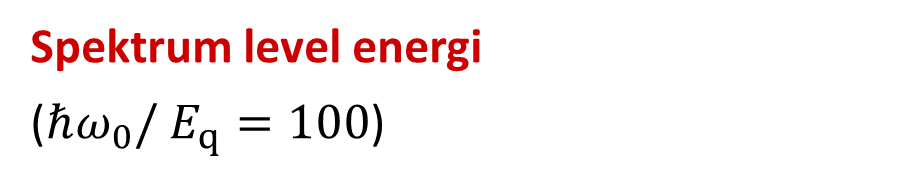 Spektrum level energi
(ℏω₀/ E_q = 100)